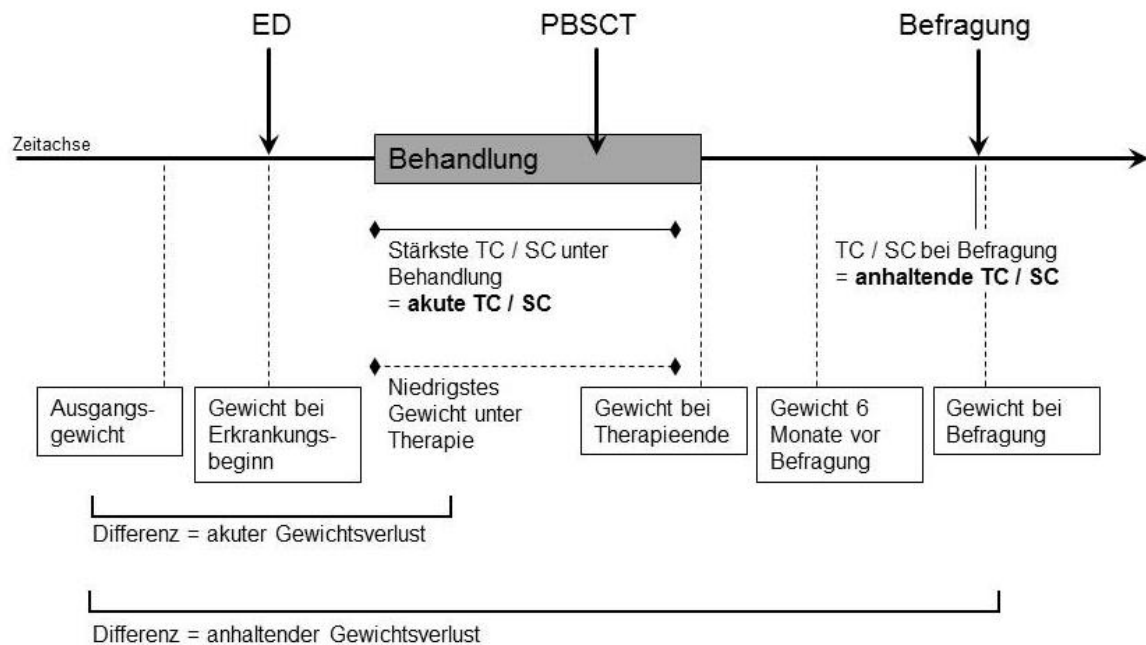 ED
PBSCT
Befragung
Zeitachse
Behandlung
Stärkste TC / SC unter
Behandlung
= akute TC / SC
TC / SC bei Befragung
= anhaltende TC / SC
Ausgangs-
gewicht
Gewicht bei
Erkrankungs-
beginn
Niedrigstes
Gewicht unter
Therapie
Gewicht bei
Therapieende
Gewicht 6
Monate vor
Befragung
Gewicht bei
Befragung
Differenz = akuter Gewichtsverlust
Differenz = anhaltender Gewichtsverlust